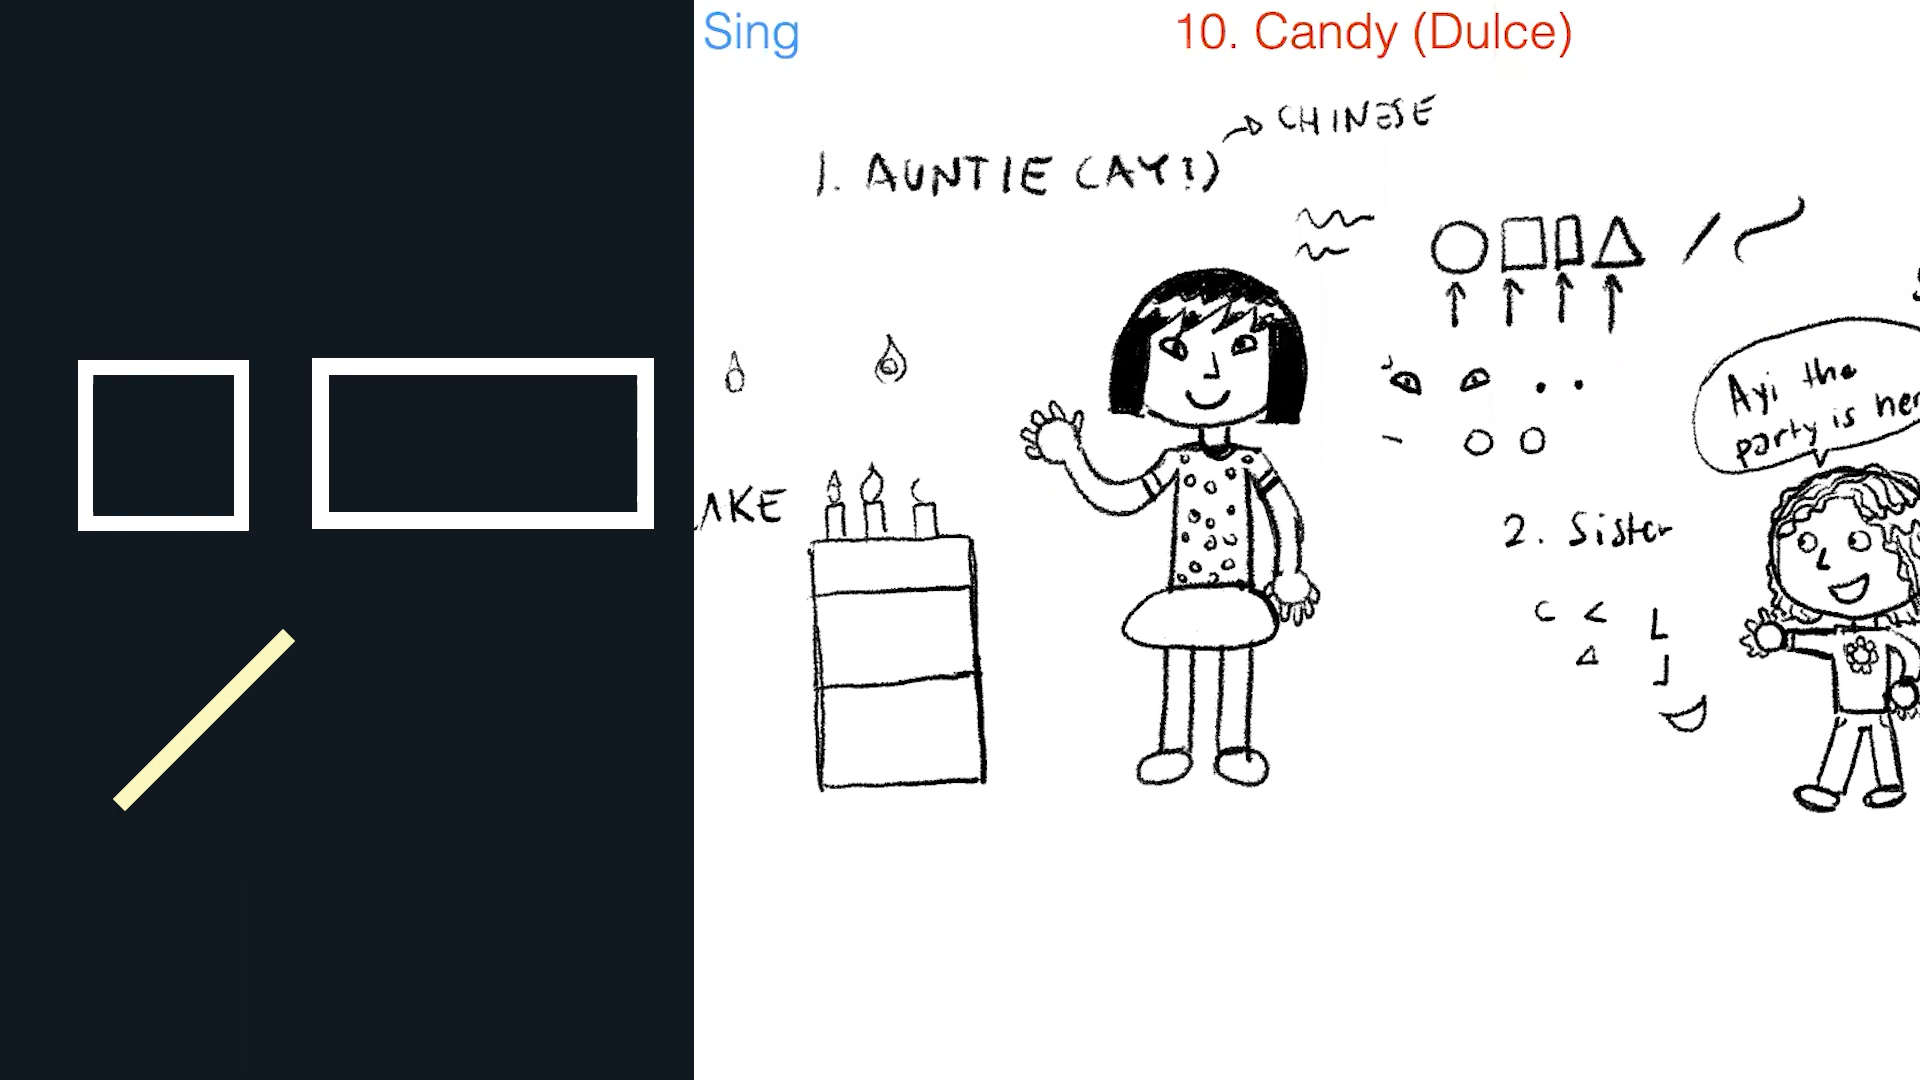 Sing
10. Candy (Dulce)
CHINESE
1. AUNTIE (AYI)
Ayi the
party is her
AKE
2. Sister